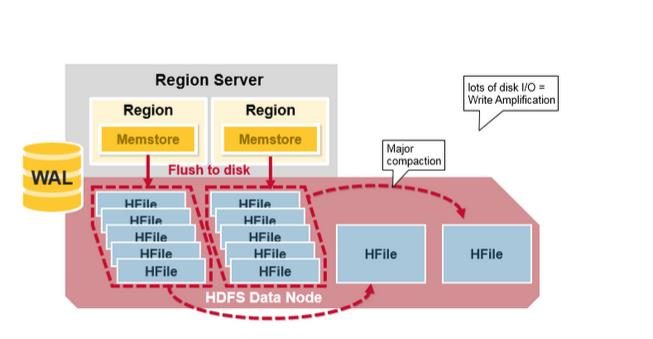 Region Server
lots of disk I/O =
Write Amplification
Region
Region
Memstore
Memstore
Major
compaction
Flush to disk
WAL
HFile
HFile
HFile
HFile
HFile
HFile
HFile
HFile
HFile
HFile
HFile
HFile
HDFS Data Node